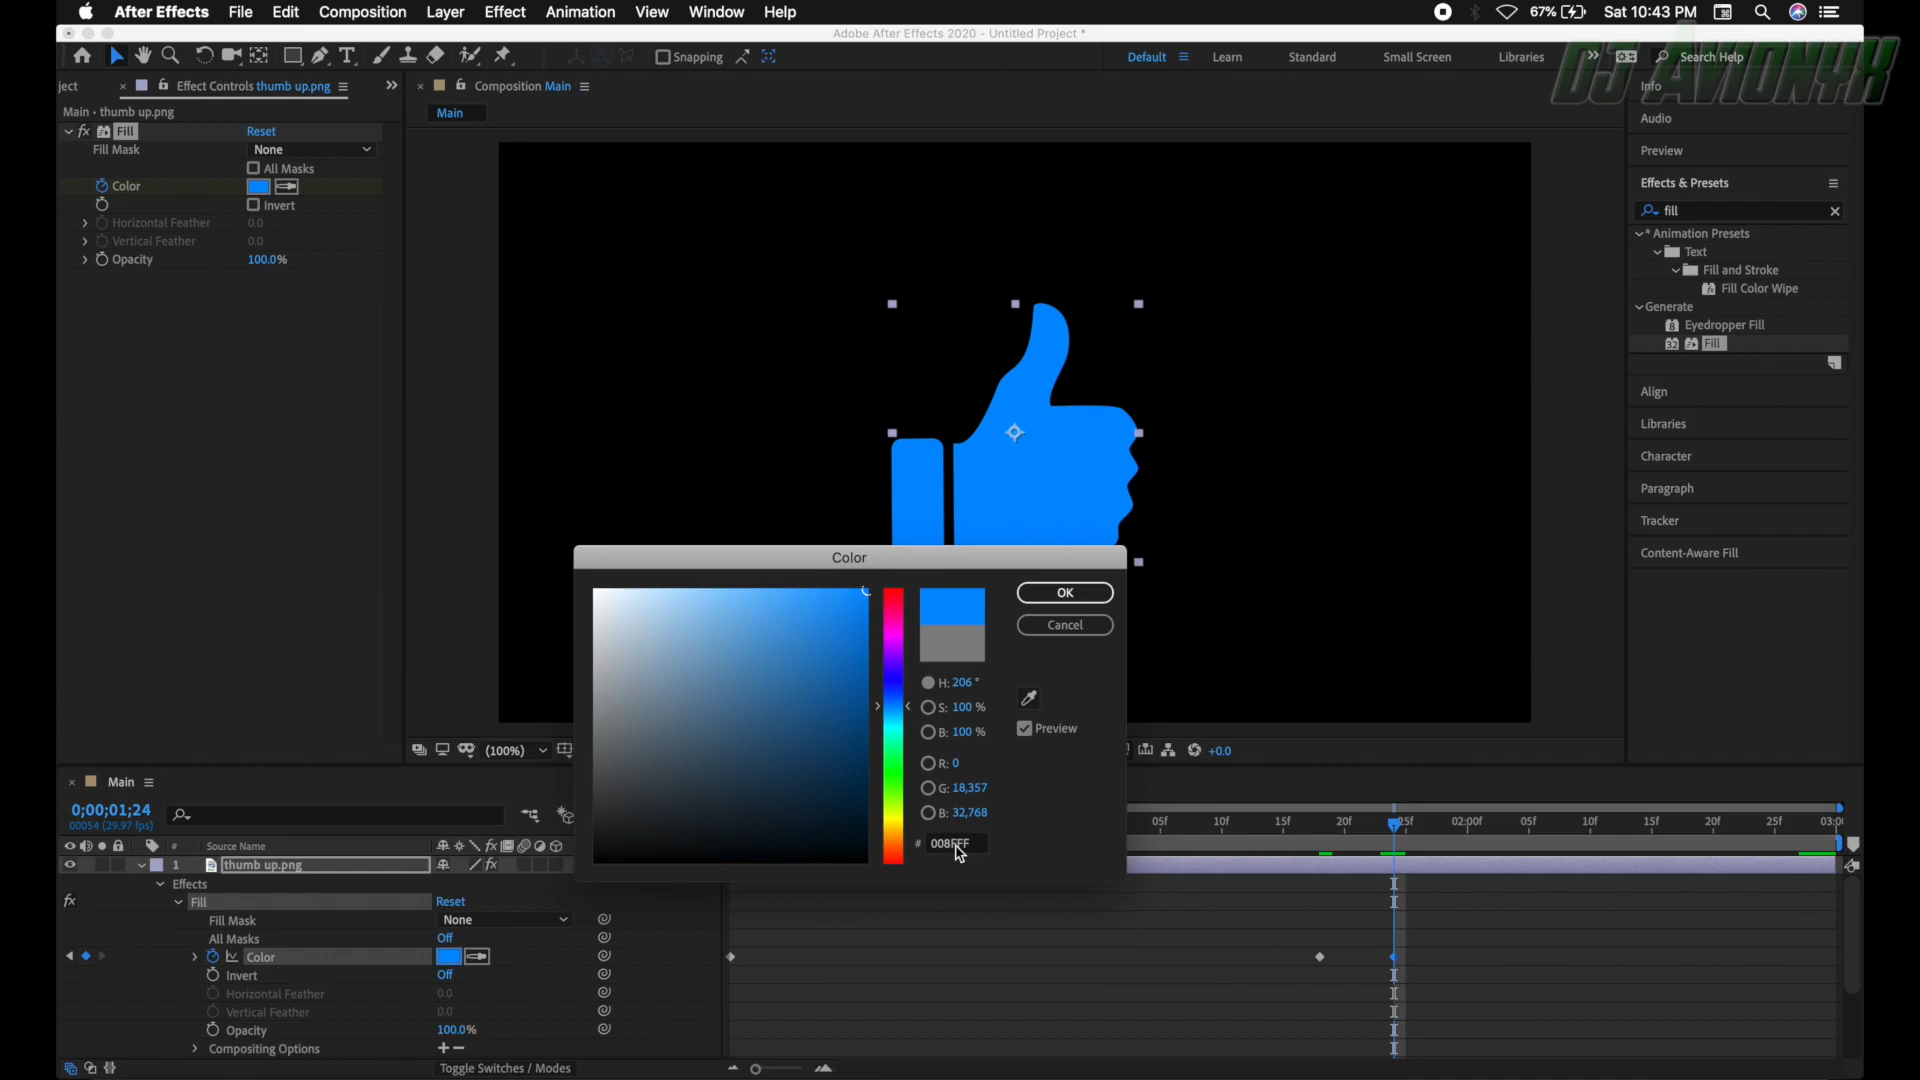 After Effects File Edit Composition Layer Effect Animation View Window Help 67% Sat 10:43 PM
Adobe After Effects 2020 - Untitled Project *
DJ Avionyx
Snapping Default Learn Standard Small Screen Libraries Search Help
ject Effect Controls thumb up.png Composition Main Info
Main • thumb up.png Main Audio
Fill Reset
Fill Mask None Preview
All Masks
Color Effects & Presets
Invert fill
Horizontal Feather 0.0
Vertical Feather 0.0 * Animation Presets
Opacity 100.0% Text
Fill and Stroke
Fill Color Wipe
Generate
Eyedropper Fill
Fill
Align
Libraries
Character
Paragraph
Tracker
Content-Aware Fill
Color
OK
Cancel
H: 206 °
S: 100 %
B: 100 %
Preview
R: 0
G: 18,357
B: 32,768
# 008FFF
(100%) +0.0
Main
0;00;01;24
00054 (29.97 fps)
05f 10f 15f 20f 25f 02:00f 05f 10f 15f 20f 25f 03:0
# Source Name
1 thumb up.png
Effects
Fill Reset
Fill Mask None
All Masks Off
Color
Invert Off
Horizontal Feather 0.0
Vertical Feather 0.0
Opacity 100.0%
Compositing Options + −
Toggle Switches / Modes